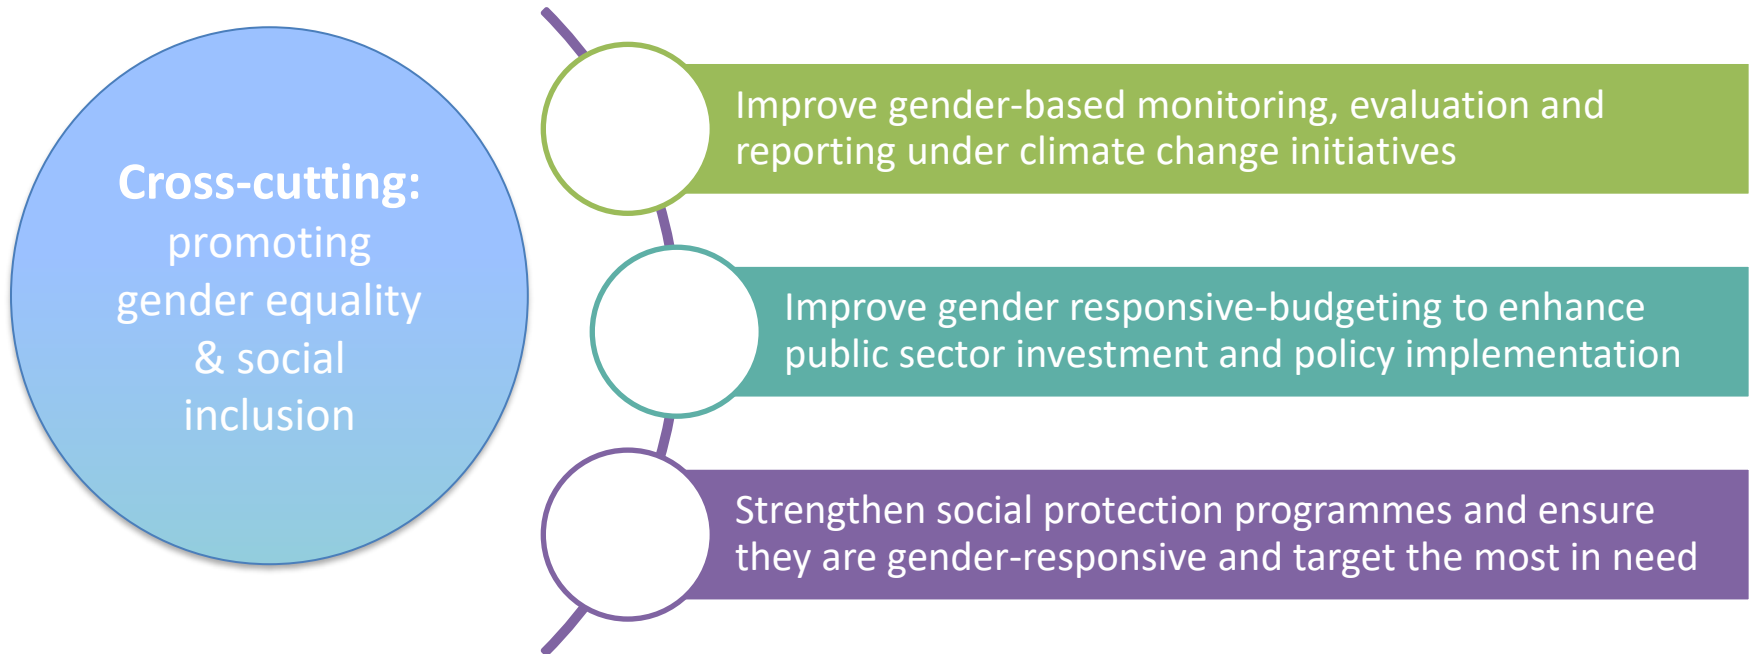 Cross-cutting:
promoting
gender equality
& social
inclusion
Improve gender-based monitoring, evaluation and
reporting under climate change initiatives
Improve gender responsive-budgeting to enhance
public sector investment and policy implementation
Strengthen social protection programmes and ensure
they are gender-responsive and target the most in need